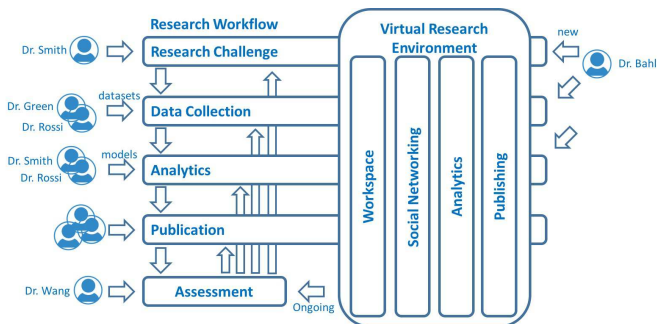 Research Workflow
Virtual Research
Environment
new
Dr. Smith
Research Challenge
Dr. Bahl
datasets
Dr. Green
Dr. Rossi
Data Collection
models
Dr. Smith
Dr. Rossi
Analytics
Publication
Dr. Wang
Assessment
Ongoing
Workspace
Social Networking
Analytics
Publishing